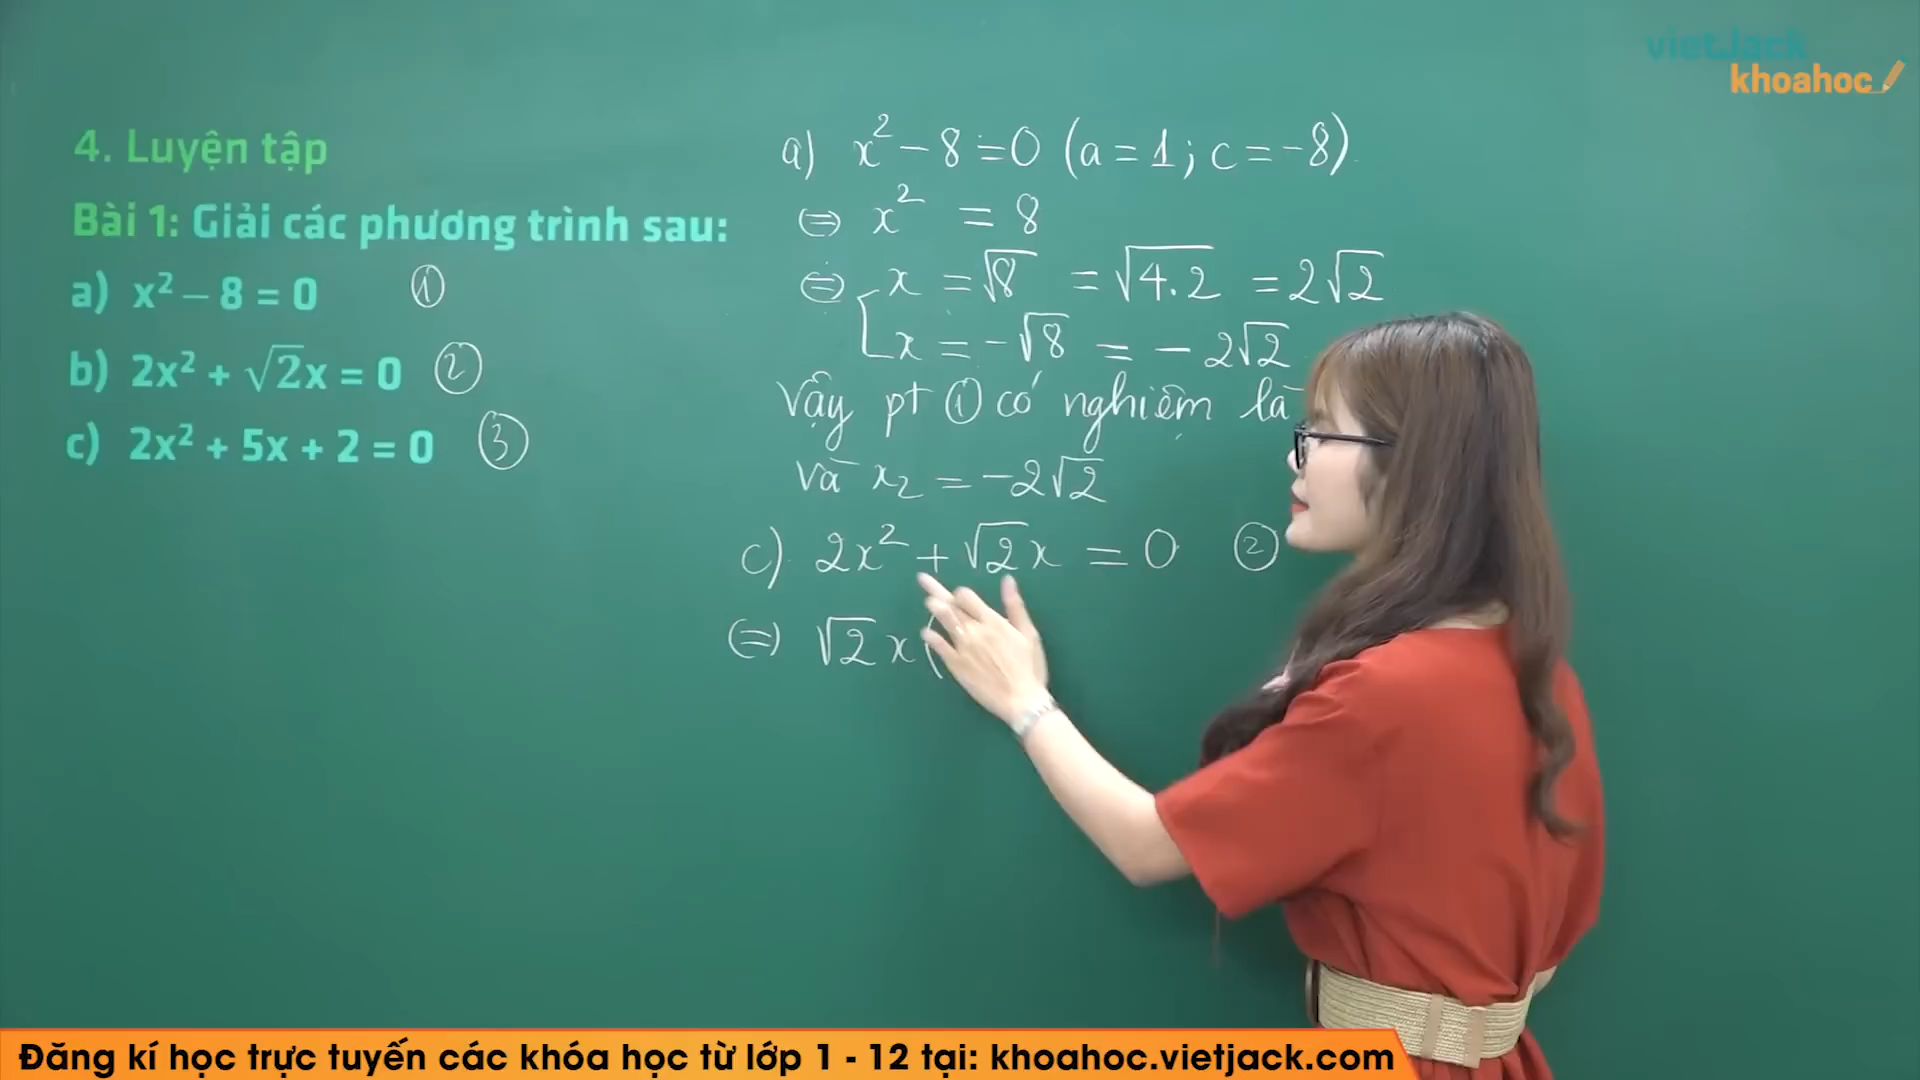 vietJack
khoahoc
4. Luyện tập
Bài 1: Giải các phương trình sau:
a) x² – 8 = 0 ①
b) 2x² + √2x = 0 ②
c) 2x² + 5x + 2 = 0 ③
a) x² – 8 = 0 (a = 1 ; c = –8)
⇔ x² = 8
⇔ [ x = √8 = √4.2 = 2√2
x = –√8 = –2√2
Vậy pt ① có nghiệm là
và x₂ = –2√2
c) 2x² + √2x = 0 ②
⇔ √2x(
Đăng kí học trực tuyến các khóa học từ lớp 1 - 12 tại: khoahoc.vietjack.com